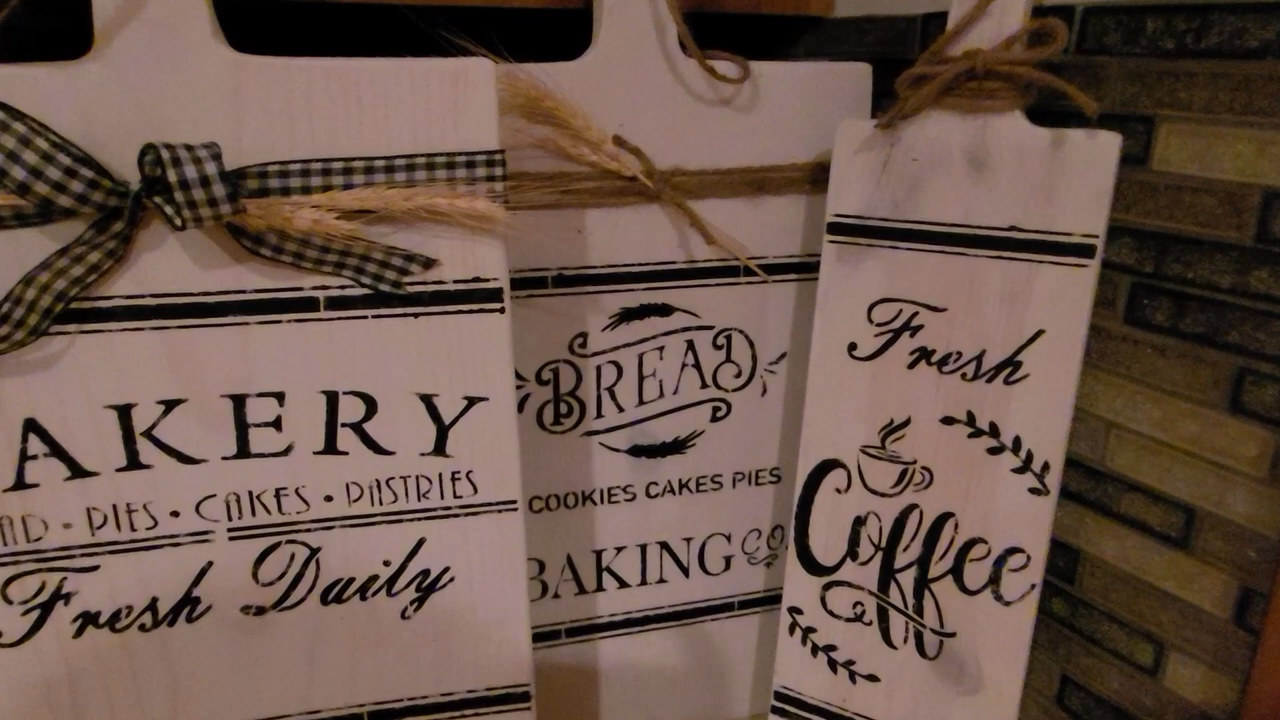 AKERY
AD • PIES • CAKES • PASTRIES
Fresh Daily
BREAD
COOKIES CAKES PIES
BAKING CO.
Fresh
Coffee